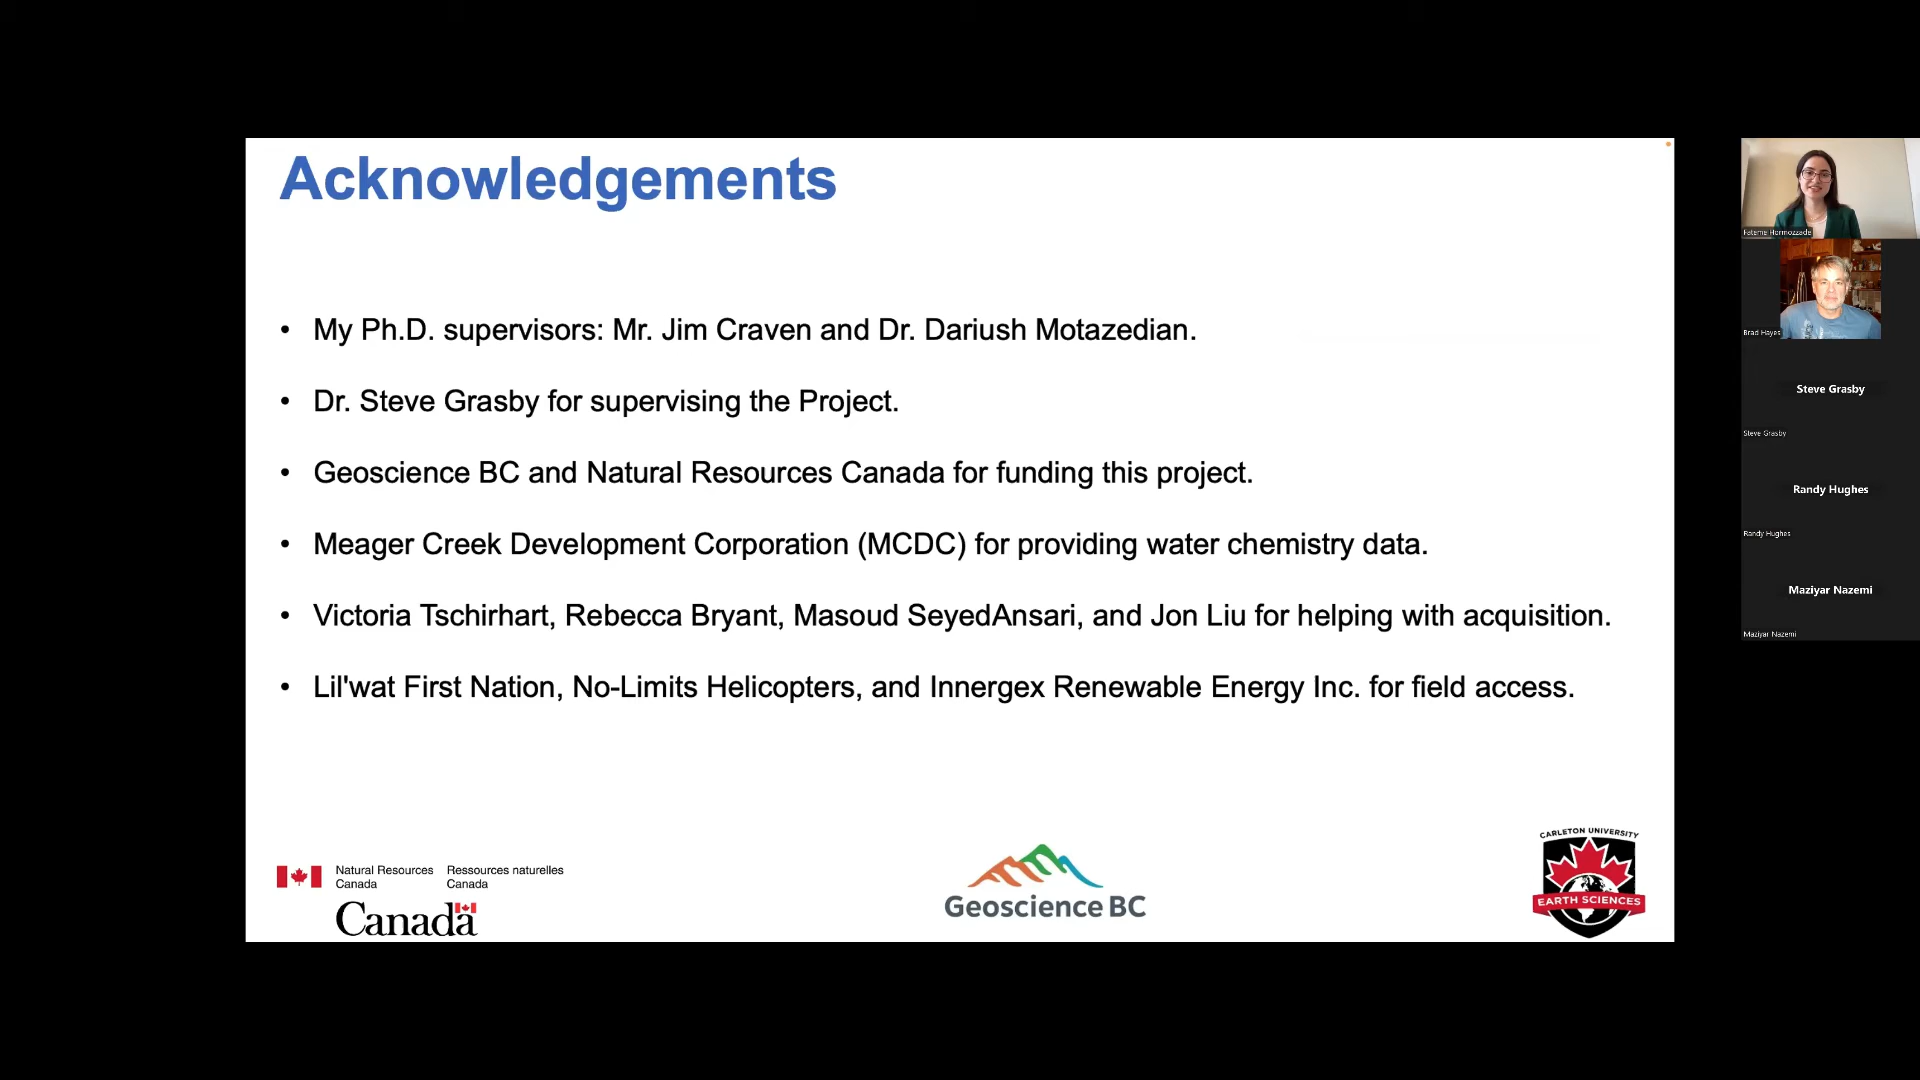 Acknowledgements
• My Ph.D. supervisors: Mr. Jim Craven and Dr. Dariush Motazedian.
• Dr. Steve Grasby for supervising the Project.
• Geoscience BC and Natural Resources Canada for funding this project.
• Meager Creek Development Corporation (MCDC) for providing water chemistry data.
• Victoria Tschirhart, Rebecca Bryant, Masoud SeyedAnsari, and Jon Liu for helping with acquisition.
• Lil'wat First Nation, No-Limits Helicopters, and Innergex Renewable Energy Inc. for field access.
Natural Resources
Canada
Ressources naturelles
Canada
Canada
Geoscience BC
CARLETON UNIVERSITY
EARTH SCIENCES
Fateme Hormozzade
Brad Hayes
Steve Grasby
Steve Grasby
Randy Hughes
Randy Hughes
Maziyar Nazemi
Maziyar Nazemi